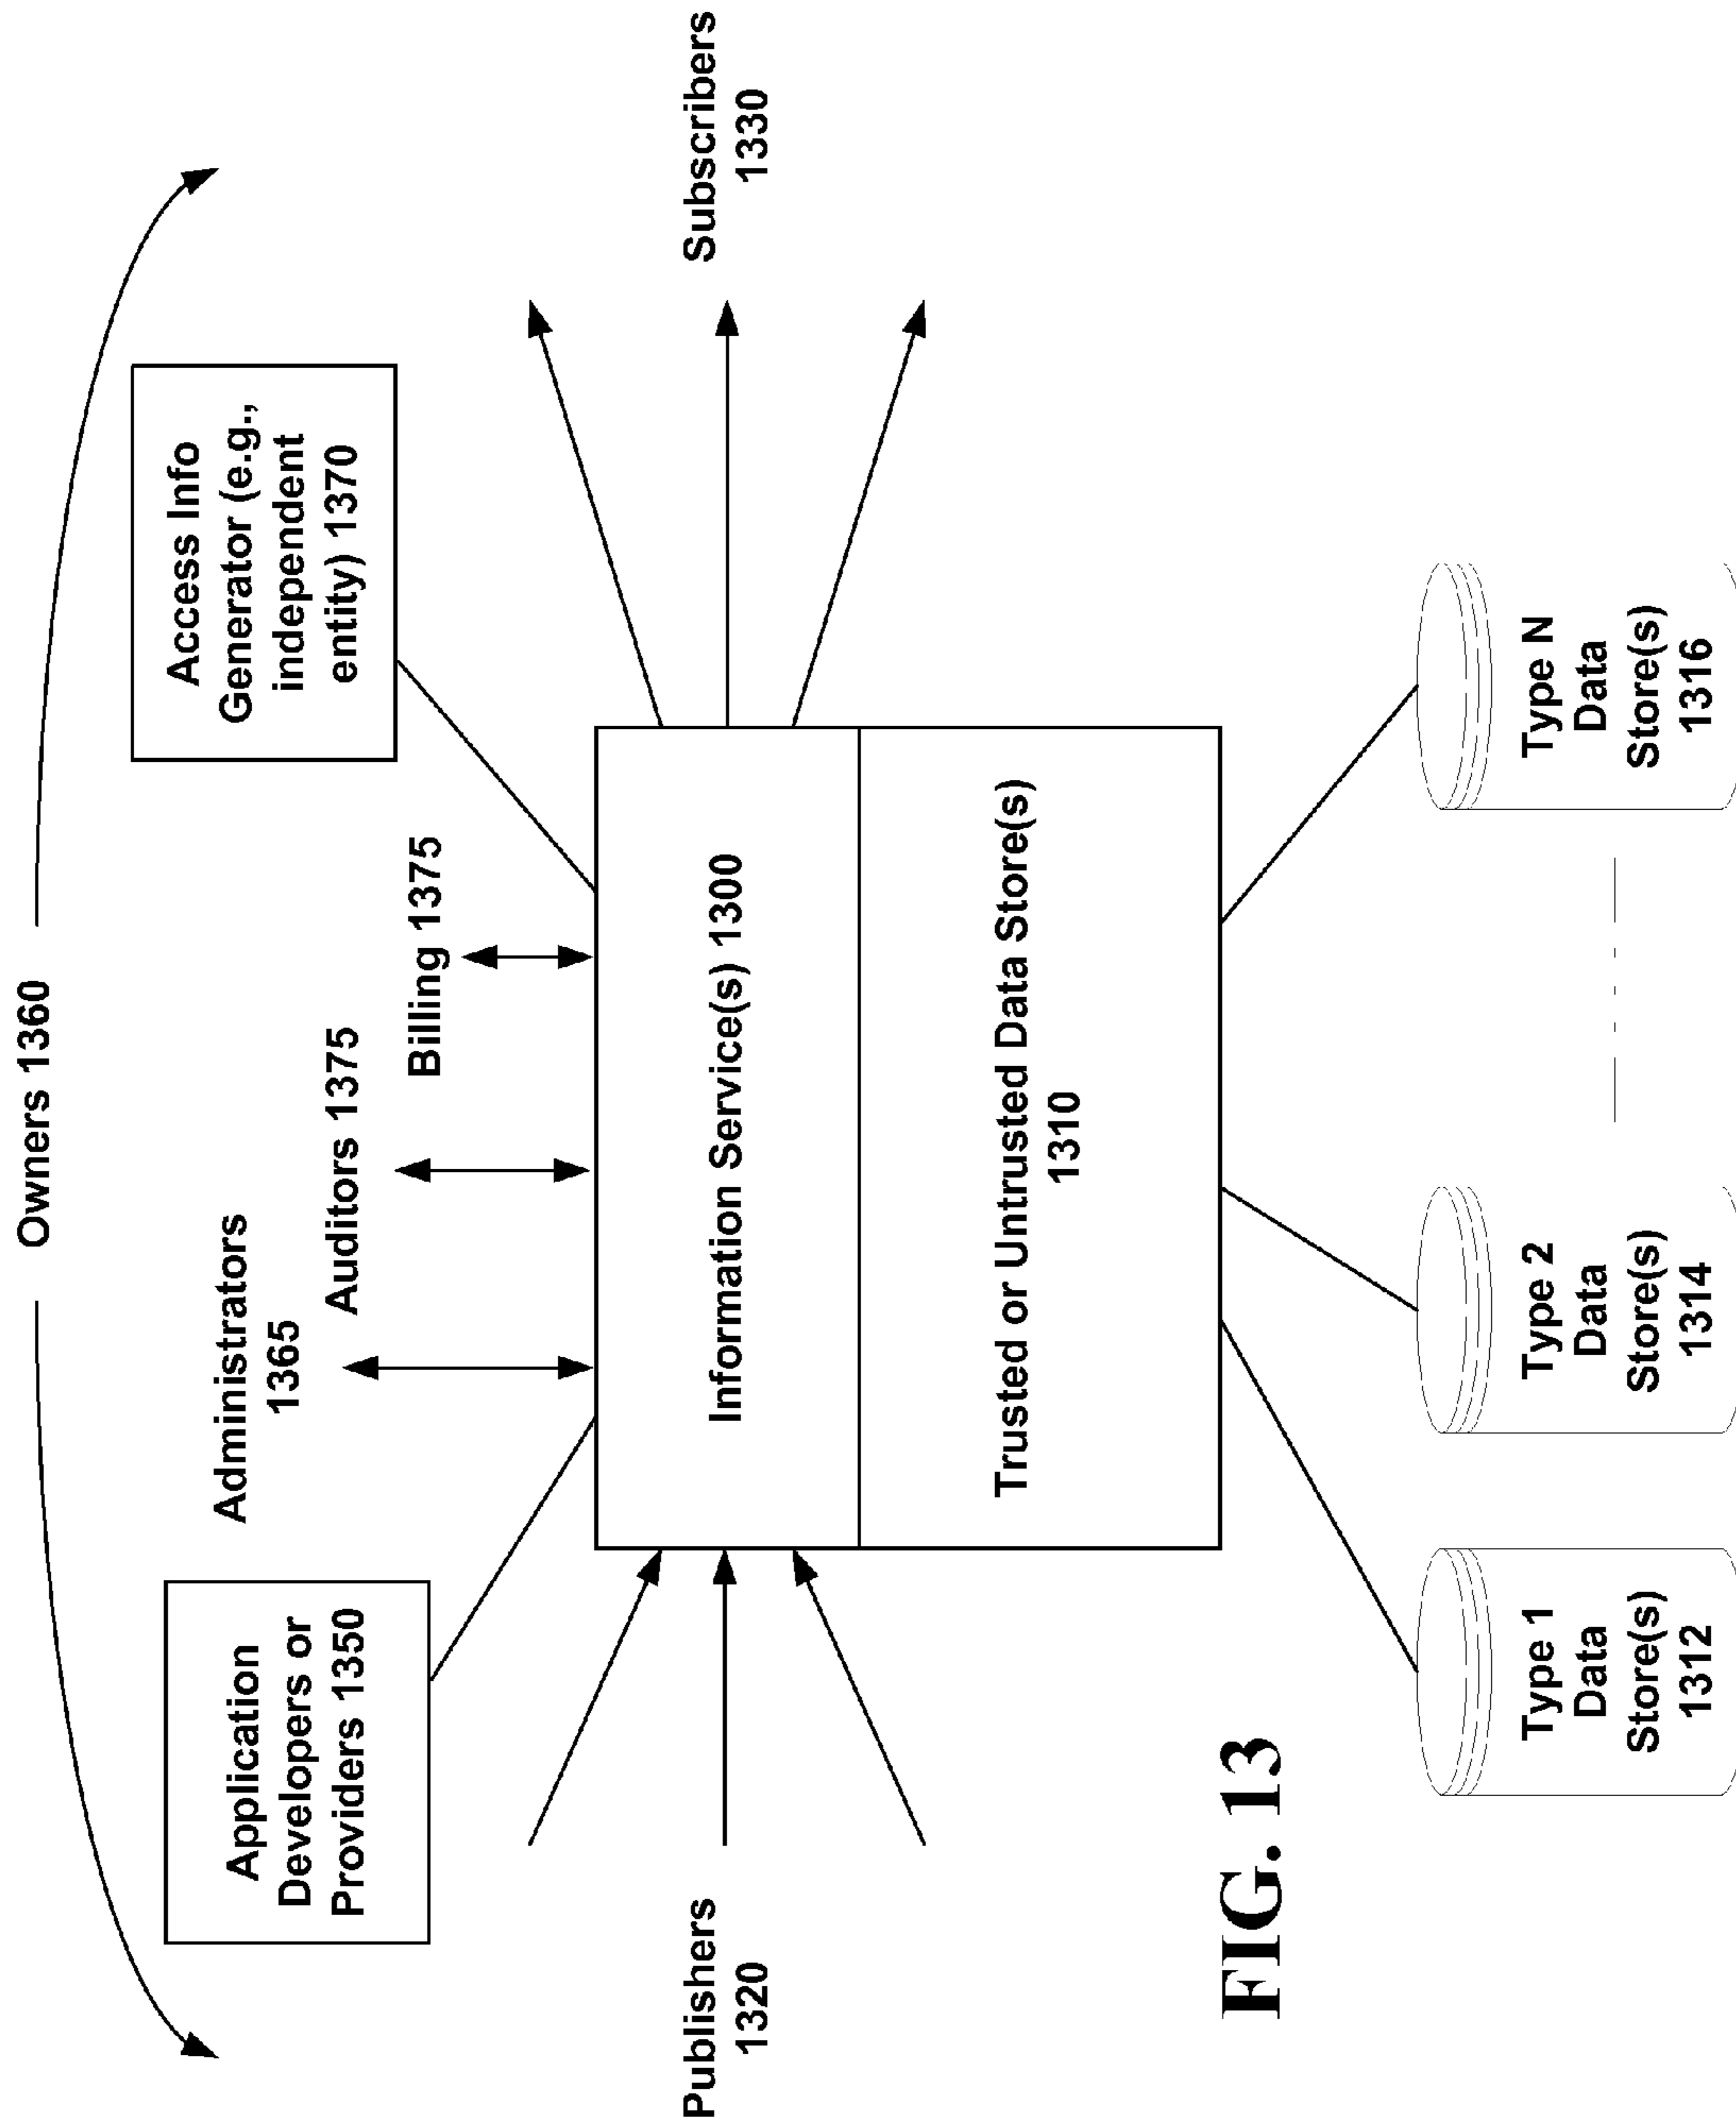 Owners 1360
Administrators
1365
Auditors 1375
Billing 1375
Application
Developers or
Providers 1350
Access Info
Generator (e.g.,
independent
entity) 1370
Publishers
1320
Information Service(s) 1300
Subscribers
1330
Trusted or Untrusted Data Store(s)
1310
FIG. 13
Type 1
Data
Store(s)
1312
Type 2
Data
Store(s)
1314
Type N
Data
Store(s)
1316